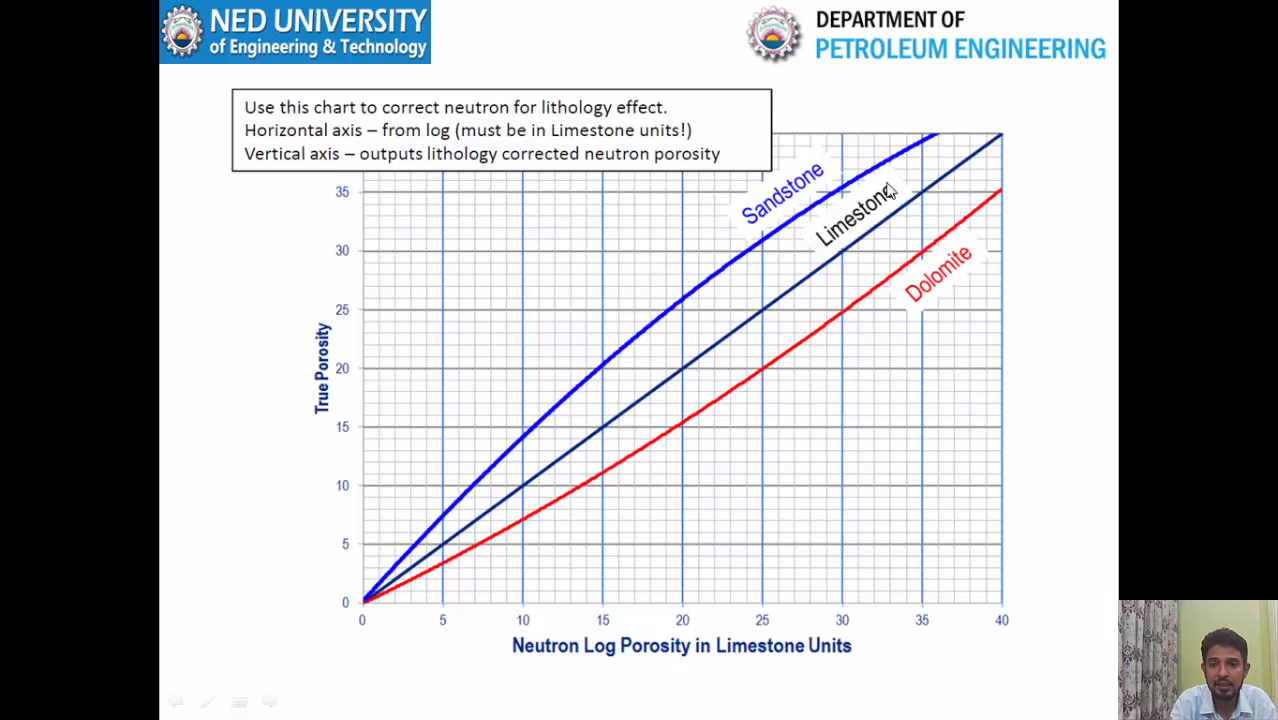 NED UNIVERSITY
of Engineering & Technology
DEPARTMENT OF
PETROLEUM ENGINEERING
Use this chart to correct neutron for lithology effect.
Horizontal axis – from log (must be in Limestone units!)
Vertical axis – outputs lithology corrected neutron porosity
Sandstone
Limestone
Dolomite
True Porosity
35
30
25
20
15
10
5
0
0 5 10 15 20 25 30 35 40
Neutron Log Porosity in Limestone Units